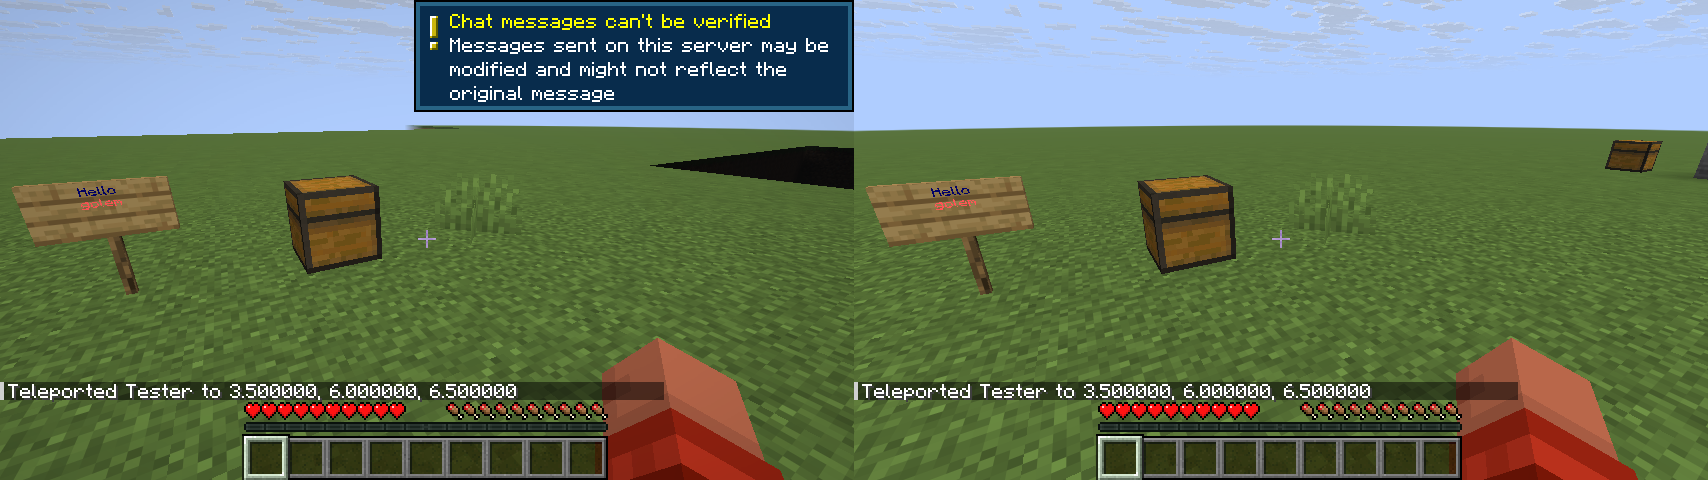 Chat messages can't be verified
Messages sent on this server may be
modified and might not reflect the
original message
Hello
golem
Hello
golem
Teleported Tester to 3.500000, 6.000000, 6.500000
Teleported Tester to 3.500000, 6.000000, 6.500000